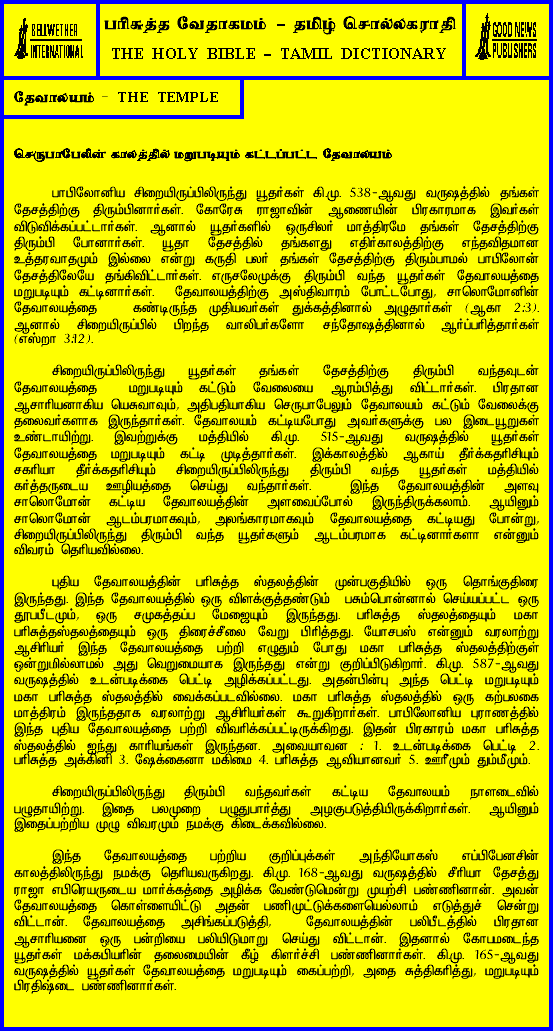 BELLWETHER
INTERNATIONAL
பரிசுத்த வேதாகமம் – தமிழ் சொல்லகராதி
THE HOLY BIBLE – TAMIL DICTIONARY
GOOD NEWS
PUBLISHERS
தேவாலயம் – THE TEMPLE
செருபாபேலின் காலத்தில் மறுபடியும் கட்டப்பட்ட தேவாலயம்
பாபிலோனிய சிறையிருப்பிலிருந்து யூதர்கள் கி.மு. 538-ஆவது வருஷத்தில் தங்கள்
தேசத்திற்கு திரும்பினார்கள். கோரேசு ராஜாவின் ஆணையின் பிரகாரமாக இவர்கள்
விடுவிக்கப்பட்டார்கள். ஆனால் யூதர்களில் ஒருசிலர் மாத்திரமே தங்கள் தேசத்திற்கு
திரும்பி போனார்கள். யூதா தேசத்தில் தங்களது எதிர்காலத்திற்கு எந்தவிதமான
உத்தரவாதமும் இல்லை என்று கருதி பலர் தங்கள் தேசத்திற்கு திரும்பாமல் பாபிலோன்
தேசத்திலேயே தங்கிவிட்டார்கள். எருசலேமுக்கு திரும்பி வந்த யூதர்கள் தேவாலயத்தை
மறுபடியும் கட்டினார்கள். தேவாலயத்திற்கு அஸ்திவாரம் போட்டபோது, சாலொமோனின்
தேவாலயத்தை கண்டிருந்த முதியவர்கள் துக்கத்தினால் அழுதார்கள் (ஆகா 2:3).
ஆனால் சிறையிருப்பில் பிறந்த வாலிபர்களோ சந்தோஷத்தினால் ஆர்ப்பரித்தார்கள்
(எஸ்றா 3:12).
சிறையிருப்பிலிருந்து யூதர்கள் தங்கள் தேசத்திற்கு திரும்பி வந்தவுடன்
தேவாலயத்தை மறுபடியும் கட்டும் வேலையை ஆரம்பித்து விட்டார்கள். பிரதான
ஆசாரியனாகிய யெசுவாவும், அதிபதியாகிய செருபாபேலும் தேவாலயம் கட்டும் வேலைக்கு
தலைவர்களாக இருந்தார்கள். தேவாலயம் கட்டியபோது அவர்களுக்கு பல இடையூறுகள்
உண்டாயிற்று. இவற்றுக்கு மத்தியில் கி.மு. 515-ஆவது வருஷத்தில் யூதர்கள்
தேவாலயத்தை மறுபடியும் கட்டி முடித்தார்கள். இக்காலத்தில் ஆகாய் தீர்க்கதரிசியும்
சகரியா தீர்க்கதரிசியும் சிறையிருப்பிலிருந்து திரும்பி வந்த யூதர்கள் மத்தியில்
கர்த்தருடைய ஊழியத்தை செய்து வந்தார்கள். இந்த தேவாலயத்தின் அளவு
சாலொமோன் கட்டிய தேவாலயத்தின் அளவைப்போல் இருந்திருக்கலாம். ஆயினும்
சாலொமோன் ஆடம்பரமாகவும், அலங்காரமாகவும் தேவாலயத்தை கட்டியது போன்று,
சிறையிருப்பிலிருந்து திரும்பி வந்த யூதர்களும் ஆடம்பரமாக கட்டினார்களா என்னும்
விவரம் தெரியவில்லை.
புதிய தேவாலயத்தின் பரிசுத்த ஸ்தலத்தின் முன்பகுதியில் ஒரு தொங்குதிரை
இருந்தது. இந்த தேவாலயத்தில் ஒரு விளக்குத்தண்டும் பசும்பொன்னால் செய்யப்பட்ட ஒரு
தூபபீடமும், ஒரு சமுகத்தப்ப மேஜையும் இருந்தது. பரிசுத்த ஸ்தலத்தையும் மகா
பரிசுத்தஸ்தலத்தையும் ஒரு திரைச்சீலை வேறு பிரித்தது. யோசபஸ் என்னும் வரலாற்று
ஆசிரியர் இந்த தேவாலயத்தை பற்றி எழுதும் போது மகா பரிசுத்த ஸ்தலத்திற்குள்
ஒன்றுமில்லாமல் அது வெறுமையாக இருந்தது என்று குறிப்பிடுகிறார். கி.மு. 587-ஆவது
வருஷத்தில் உடன்படிக்கை பெட்டி அழிக்கப்பட்டது. அதன்பின்பு அந்த பெட்டி மறுபடியும்
மகா பரிசுத்த ஸ்தலத்தில் வைக்கப்படவில்லை. மகா பரிசுத்த ஸ்தலத்தில் ஒரு கற்பலகை
மாத்திரம் இருந்ததாக வரலாற்று ஆசிரியர்கள் கூறுகிறார்கள். பாபிலோனிய புராணத்தில்
இந்த புதிய தேவாலயத்தை பற்றி விவரிக்கப்பட்டிருக்கிறது. இதன் பிரகாரம் மகா பரிசுத்த
ஸ்தலத்தில் ஐந்து காரியங்கள் இருந்தன. அவையாவன : 1. உடன்படிக்கை பெட்டி 2.
பரிசுத்த அக்கினி 3. ஷேக்கைனா மகிமை 4. பரிசுத்த ஆவியானவர் 5. ஊரீமும் தும்மீமும்.
சிறையிருப்பிலிருந்து திரும்பி வந்தவர்கள் கட்டிய தேவாலயம் நாளடைவில்
பழுதாயிற்று. இதை பலமுறை பழுதுபார்த்து அழகுபடுத்தியிருக்கிறார்கள். ஆயினும்
இதைப்பற்றிய முழு விவரமும் நமக்கு கிடைக்கவில்லை.
இந்த தேவாலயத்தை பற்றிய குறிப்புக்கள் அந்தியோகஸ் எப்பிபேனசின்
காலத்திலிருந்து நமக்கு தெரியவருகிறது. கி.மு. 168-ஆவது வருஷத்தில் சீரியா தேசத்து
ராஜா எபிரெயருடைய மார்க்கத்தை அழிக்க வேண்டுமென்று முயற்சி பண்ணினான். அவன்
தேவாலயத்தை கொள்ளையிட்டு அதன் பணிமுட்டுக்களையெல்லாம் எடுத்துச் சென்று
விட்டான். தேவாலயத்தை அசிங்கப்படுத்தி, தேவாலயத்தின் பலிபீடத்தில் பிரதான
ஆசாரியனை ஒரு பன்றியை பலியிடுமாறு செய்து விட்டான். இதனால் கோபமடைந்த
யூதர்கள் மக்கபியரின் தலைமையின் கீழ் கிளர்ச்சி பண்ணினார்கள். கி.மு. 165-ஆவது
வருஷத்தில் யூதர்கள் தேவாலயத்தை மறுபடியும் கைப்பற்றி, அதை சுத்திகரித்து, மறுபடியும்
பிரதிஷ்டை பண்ணினார்கள்.